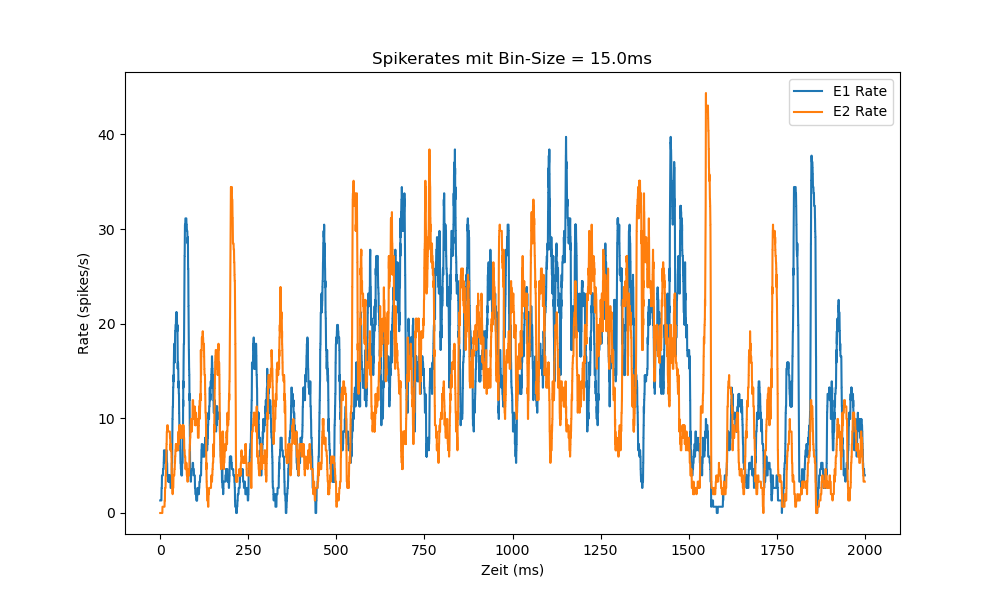 Spikerates mit Bin-Size = 15.0ms
E1 Rate
E2 Rate
Rate (spikes/s)
40
30
20
10
0
0 250 500 750 1000 1250 1500 1750 2000
Zeit (ms)